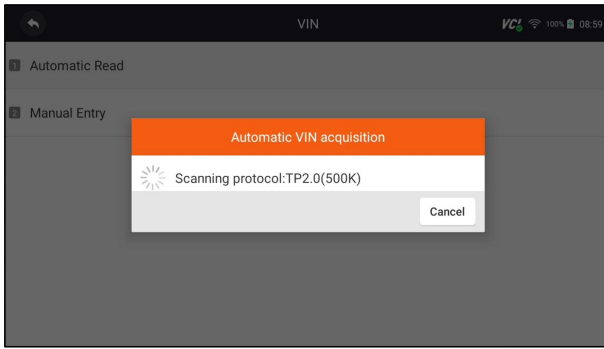 VIN
VCI 100% 08:59
1 Automatic Read
2 Manual Entry
Automatic VIN acquisition
Scanning protocol:TP2.0(500K)
Cancel